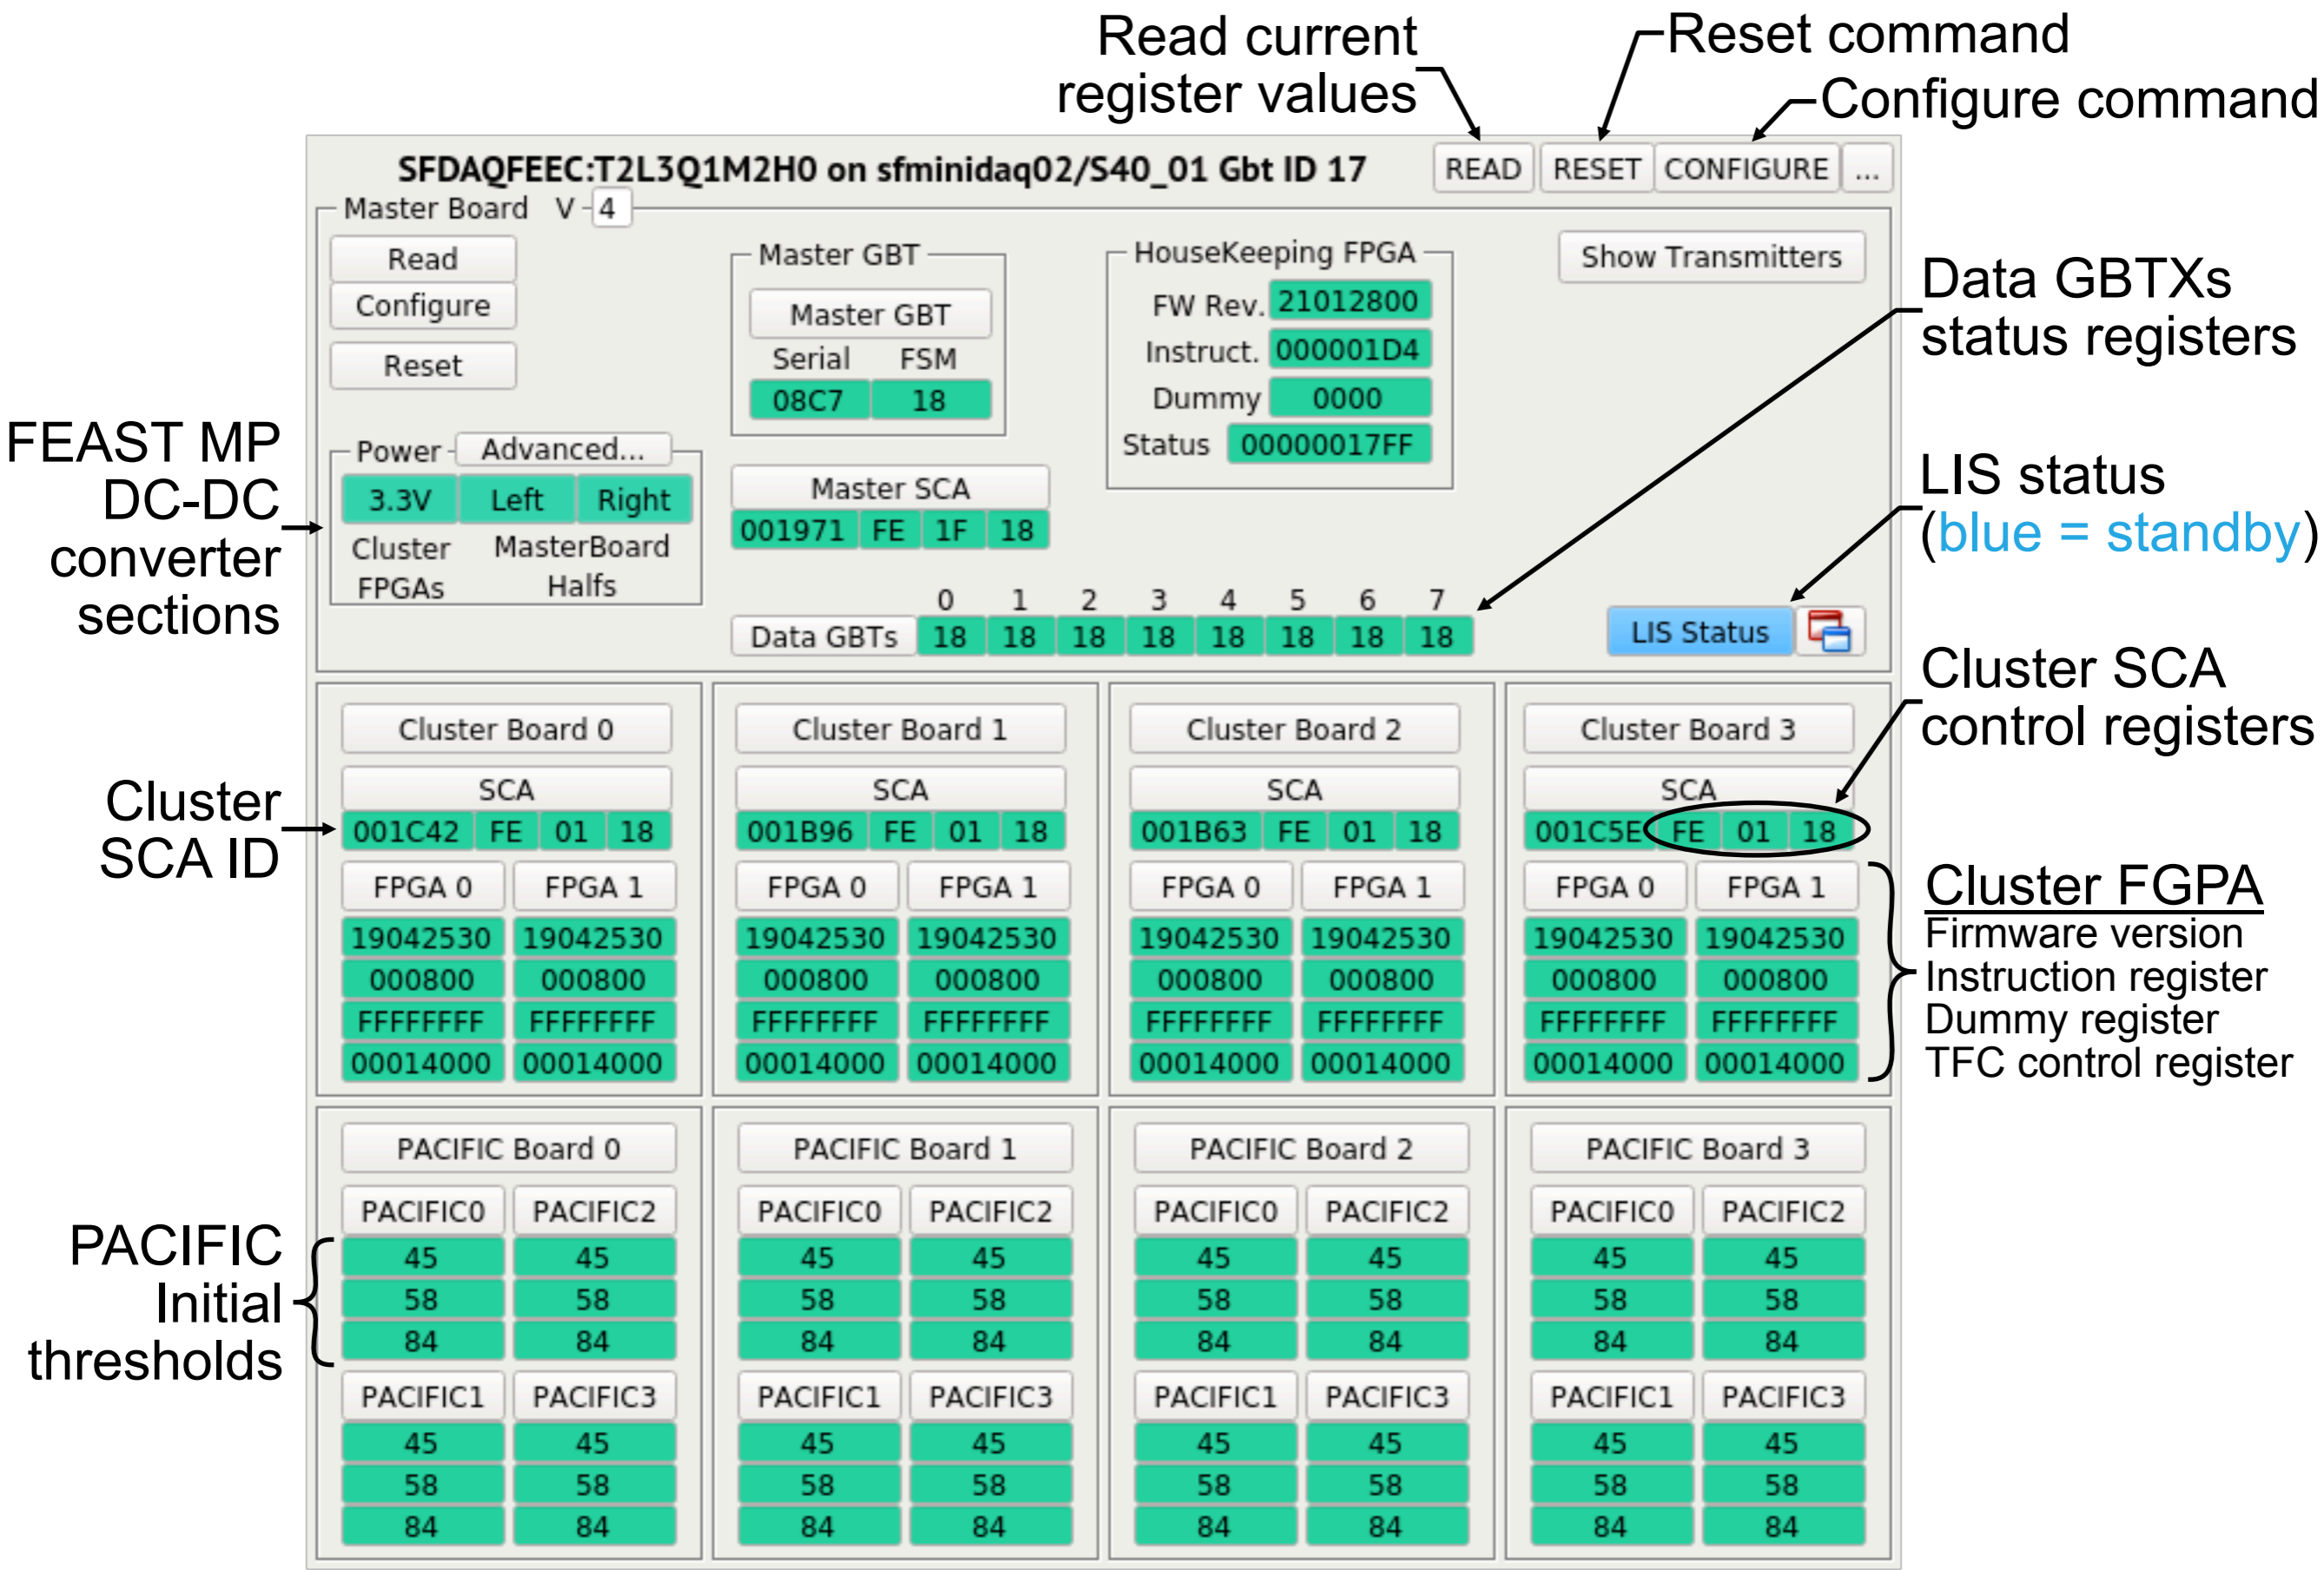 Read current
register values
Reset command
Configure command
SFDAQFEEC:T2L3Q1M2H0 on sfminidaq02/S40_01 Gbt ID 17
READ RESET CONFIGURE ...
Master Board V 4
Read
Configure
Reset
Master GBT
Master GBT
Serial FSM
08C7 18
HouseKeeping FPGA
FW Rev. 21012800
Instruct. 000001D4
Dummy 0000
Status 00000017FF
Show Transmitters
Data GBTXs
status registers
FEAST MP
DC-DC
converter
sections
Power Advanced...
3.3V Left Right
Cluster MasterBoard
FPGAs Halfs
Master SCA
001971 FE 1F 18
0 1 2 3 4 5 6 7
Data GBTs 18 18 18 18 18 18 18 18
LIS Status
LIS status
(blue = standby)
Cluster SCA
control registers
Cluster Board 0 Cluster Board 1 Cluster Board 2 Cluster Board 3
SCA SCA SCA SCA
Cluster
SCA ID
001C42 FE 01 18 001B96 FE 01 18 001B63 FE 01 18 001C5E FE 01 18
FPGA 0 FPGA 1 FPGA 0 FPGA 1 FPGA 0 FPGA 1 FPGA 0 FPGA 1
19042530 19042530 19042530 19042530 19042530 19042530 19042530 19042530
000800 000800 000800 000800 000800 000800 000800 000800
FFFFFFFF FFFFFFFF FFFFFFFF FFFFFFFF FFFFFFFF FFFFFFFF FFFFFFFF FFFFFFFF
00014000 00014000 00014000 00014000 00014000 00014000 00014000 00014000
Cluster FGPA
Firmware version
Instruction register
Dummy register
TFC control register
PACIFIC Board 0 PACIFIC Board 1 PACIFIC Board 2 PACIFIC Board 3
PACIFIC0 PACIFIC2 PACIFIC0 PACIFIC2 PACIFIC0 PACIFIC2 PACIFIC0 PACIFIC2
PACIFIC
Initial
thresholds
45 45 45 45 45 45 45 45
58 58 58 58 58 58 58 58
84 84 84 84 84 84 84 84
PACIFIC1 PACIFIC3 PACIFIC1 PACIFIC3 PACIFIC1 PACIFIC3 PACIFIC1 PACIFIC3
45 45 45 45 45 45 45 45
58 58 58 58 58 58 58 58
84 84 84 84 84 84 84 84